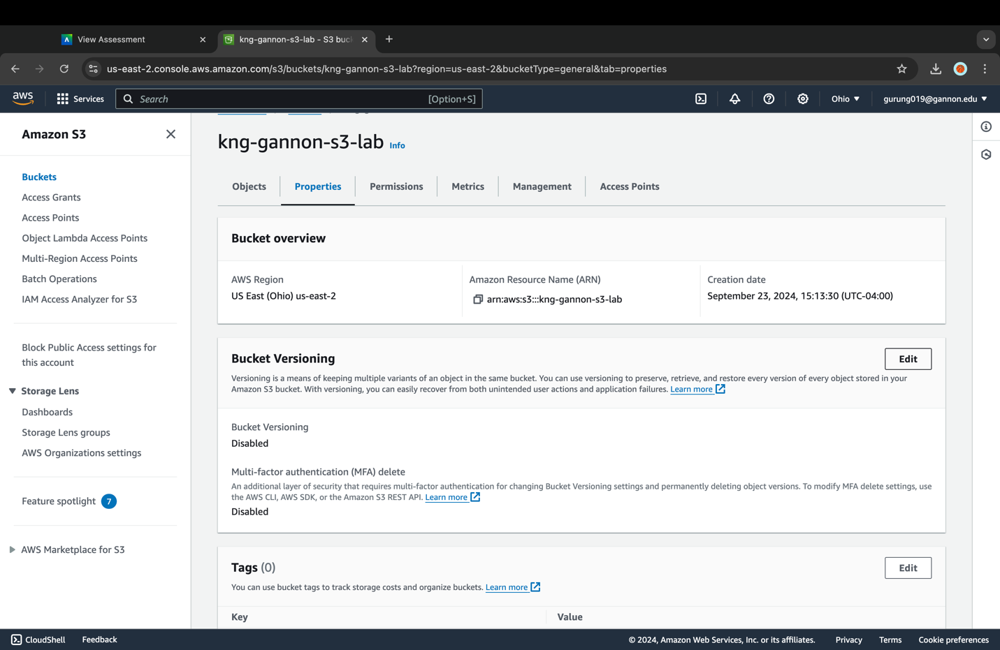 View Assessment
kng-gannon-s3-lab - S3 buc
us-east-2.console.aws.amazon.com/s3/buckets/kng-gannon-s3-lab?region=us-east-2&bucketType=general&tab=properties
aws
Services
Search
[Option+S]
Ohio
gurung019@gannon.edu
Amazon S3
Buckets
Access Grants
Access Points
Object Lambda Access Points
Multi-Region Access Points
Batch Operations
IAM Access Analyzer for S3
Block Public Access settings for
this account
Storage Lens
Dashboards
Storage Lens groups
AWS Organizations settings
Feature spotlight 7
AWS Marketplace for S3
kng-gannon-s3-lab Info
Objects
Properties
Permissions
Metrics
Management
Access Points
Bucket overview
AWS Region
US East (Ohio) us-east-2
Amazon Resource Name (ARN)
arn:aws:s3:::kng-gannon-s3-lab
Creation date
September 23, 2024, 15:13:30 (UTC-04:00)
Bucket Versioning
Edit
Versioning is a means of keeping multiple variants of an object in the same bucket. You can use versioning to preserve, retrieve, and restore every version of every object stored in your
Amazon S3 bucket. With versioning, you can easily recover from both unintended user actions and application failures. Learn more
Bucket Versioning
Disabled
Multi-factor authentication (MFA) delete
An additional layer of security that requires multi-factor authentication for changing Bucket Versioning settings and permanently deleting object versions. To modify MFA delete settings, use
the AWS CLI, AWS SDK, or the Amazon S3 REST API. Learn more
Disabled
Tags (0)
Edit
You can use bucket tags to track storage costs and organize buckets. Learn more
Key
Value
CloudShell
Feedback
© 2024, Amazon Web Services, Inc. or its affiliates.
Privacy
Terms
Cookie preferences